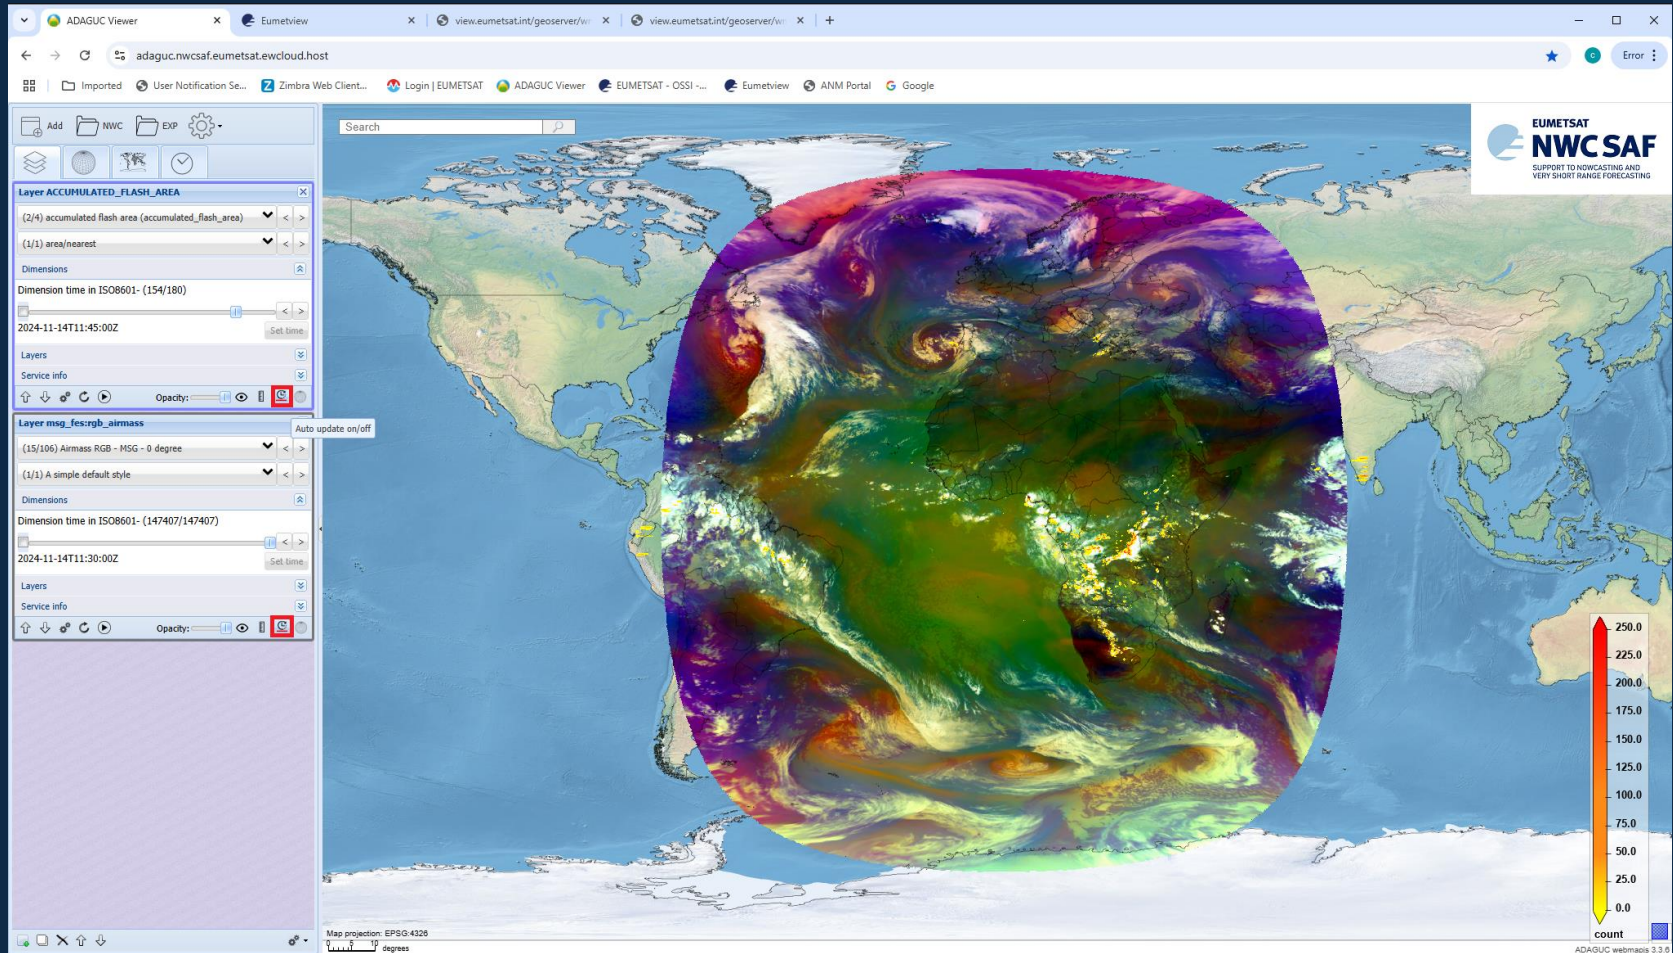 ADAGUC Viewer
Eumetview
view.eumetsat.int/geoserver/w
view.eumetsat.int/geoserver/w
adaguc.nwcsaf.eumetsat.ewcloud.host
C
Error
Imported
User Notification Se...
Zimbra Web Client...
Login | EUMETSAT
ADAGUC Viewer
EUMETSAT - OSSI -...
Eumetview
ANM Portal
Google
Add NWC EXP
Search
EUMETSAT
NWC SAF
SUPPORT TO NOWCASTING AND
VERY SHORT RANGE FORECASTING
Layer ACCUMULATED_FLASH_AREA
(2/4) accumulated flash area (accumulated_flash_area) < >
(1/1) area/nearest < >
Dimensions
Dimension time in ISO8601- (154/180)
< >
2024-11-14T11:45:00Z Set time
Layers
Service info
Opacity:
Layer msg_fes:rgb_airmass
Auto update on/off
(15/106) Airmass RGB - MSG - 0 degree < >
(1/1) A simple default style < >
Dimensions
Dimension time in ISO8601- (147407/147407)
< >
2024-11-14T11:30:00Z Set time
Layers
Service info
Opacity:
250.0
225.0
200.0
175.0
150.0
125.0
100.0
75.0
50.0
25.0
0.0
count
Map projection: EPSG:4326
0 5 10 degrees
ADAGUC webmapjs 3.3.6